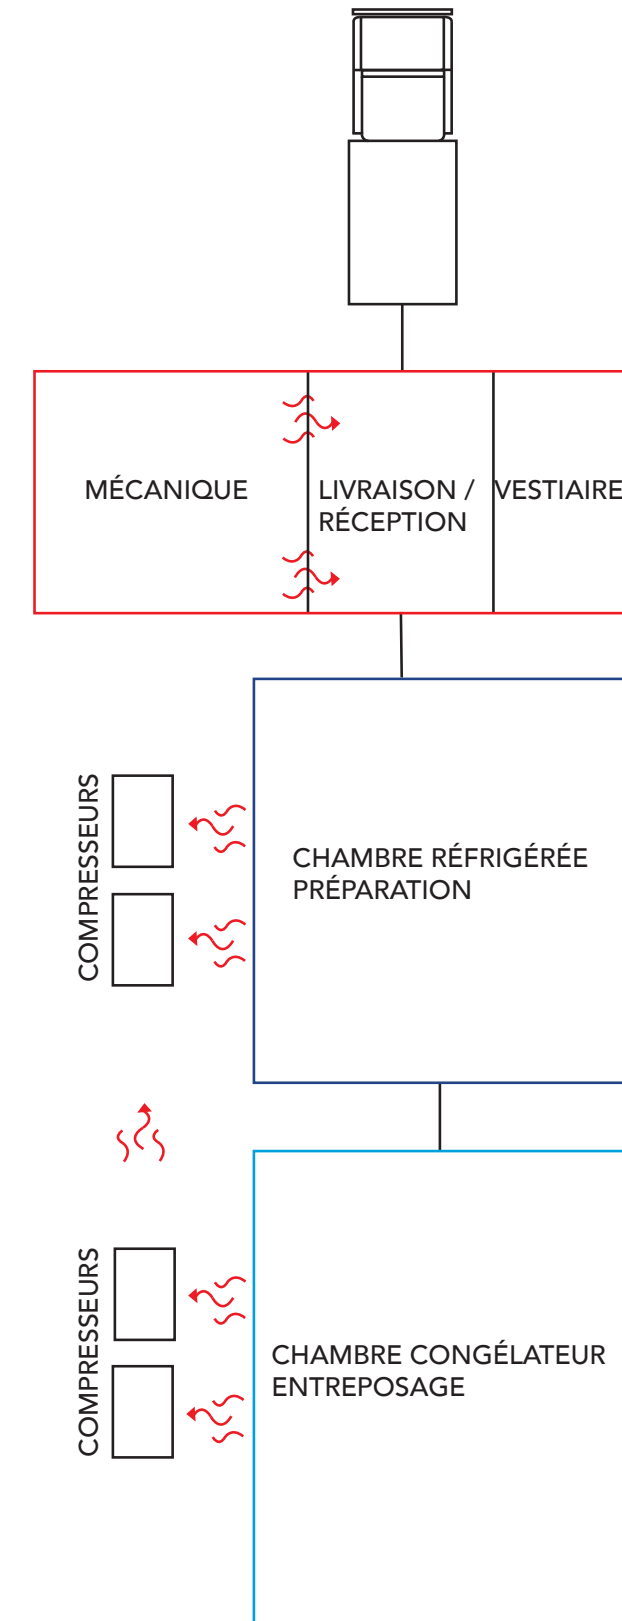 MÉCANIQUE
LIVRAISON /
RÉCEPTION
VESTIAIRE
COMPRESSEURS
CHAMBRE RÉFRIGÉRÉE
PRÉPARATION
COMPRESSEURS
CHAMBRE CONGÉLATEUR
ENTREPOSAGE